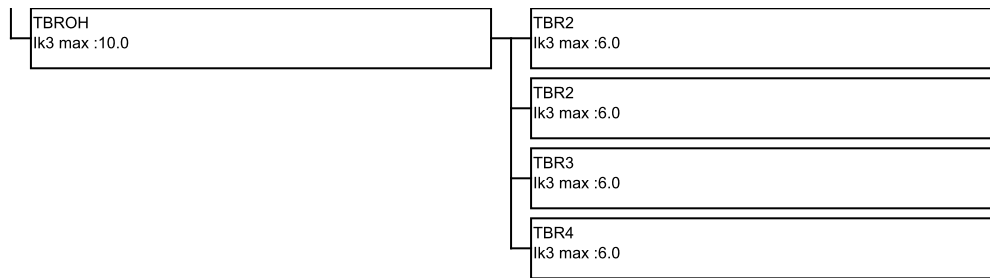 TBROH
Ik3 max :10.0
TBR2
Ik3 max :6.0
TBR2
Ik3 max :6.0
TBR3
Ik3 max :6.0
TBR4
Ik3 max :6.0